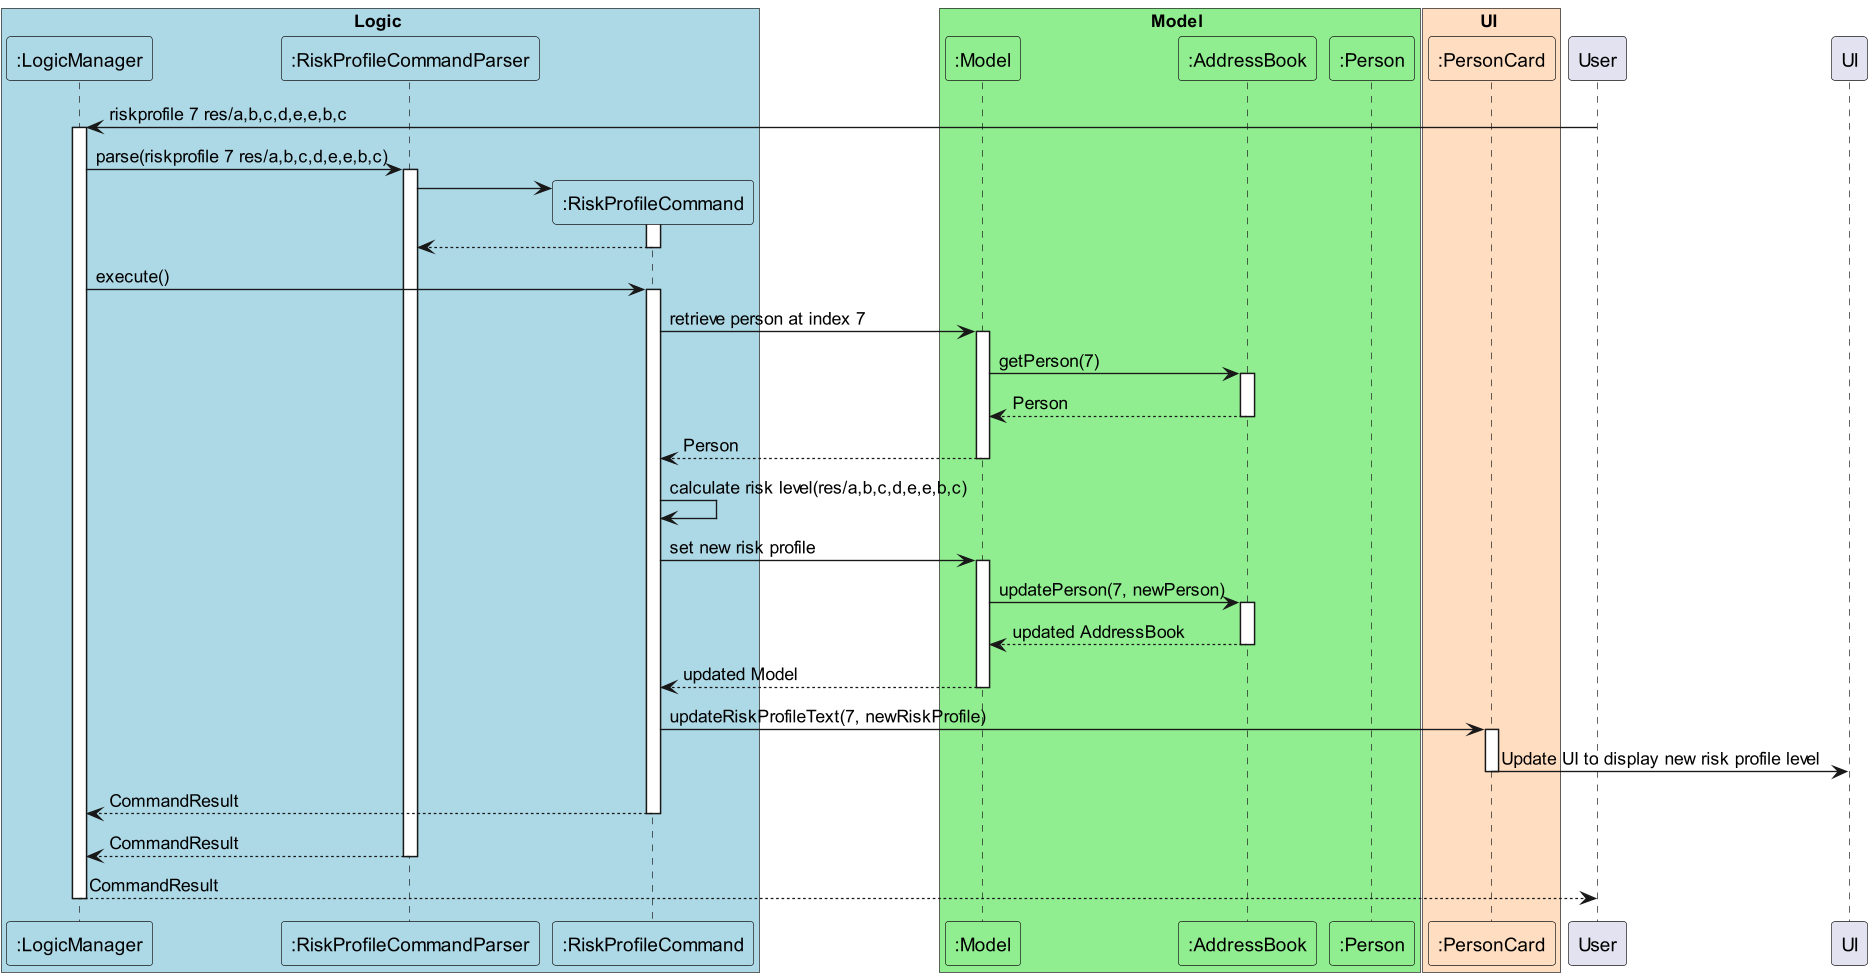 Logic
Model
UI
:LogicManager
:RiskProfileCommandParser
:Model
:AddressBook
:Person
:PersonCard
User
UI
riskprofile 7 res/a,b,c,d,e,e,b,c
parse(riskprofile 7 res/a,b,c,d,e,e,b,c)
:RiskProfileCommand
execute()
retrieve person at index 7
getPerson(7)
Person
Person
calculate risk level(res/a,b,c,d,e,e,b,c)
set new risk profile
updatePerson(7, newPerson)
updated AddressBook
updated Model
updateRiskProfileText(7, newRiskProfile)
Update UI to display new risk profile level
CommandResult
CommandResult
CommandResult
:LogicManager
:RiskProfileCommandParser
:RiskProfileCommand
:Model
:AddressBook
:Person
:PersonCard
User
UI